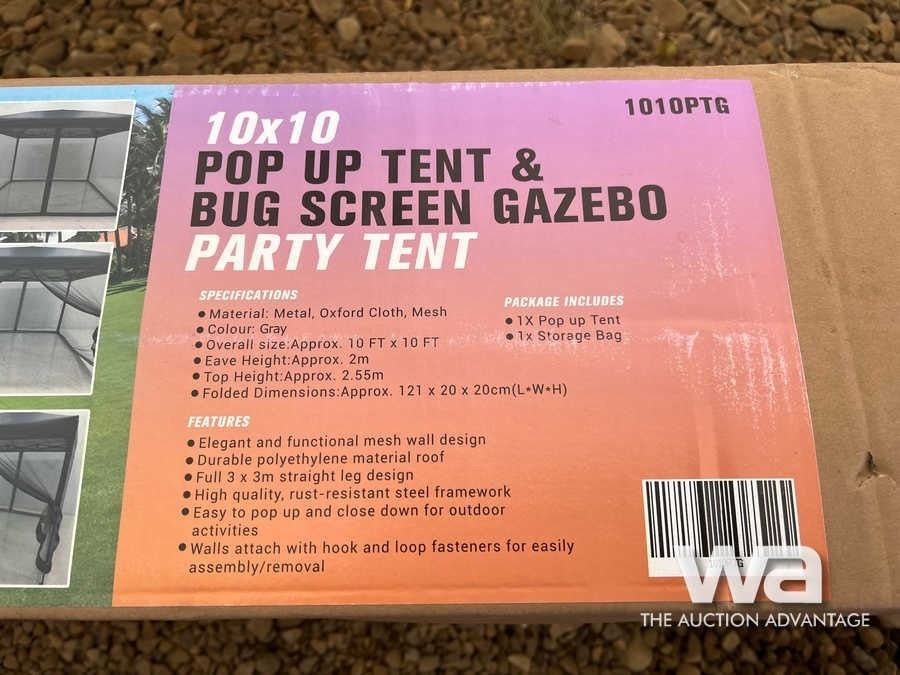 1010PTG
10x10
POP UP TENT &
BUG SCREEN GAZEBO
PARTY TENT
SPECIFICATIONS
● Material: Metal, Oxford Cloth, Mesh
● Colour: Gray
● Overall size:Approx. 10 FT x 10 FT
● Eave Height:Approx. 2m
● Top Height:Approx. 2.55m
● Folded Dimensions:Approx. 121 x 20 x 20cm(L*W*H)
PACKAGE INCLUDES
● 1X Pop up Tent
● 1x Storage Bag
FEATURES
● Elegant and functional mesh wall design
● Durable polyethylene material roof
● Full 3 x 3m straight leg design
● High quality, rust-resistant steel framework
● Easy to pop up and close down for outdoor
activities
● Walls attach with hook and loop fasteners for easily
assembly/removal
wa
THE AUCTION ADVANTAGE